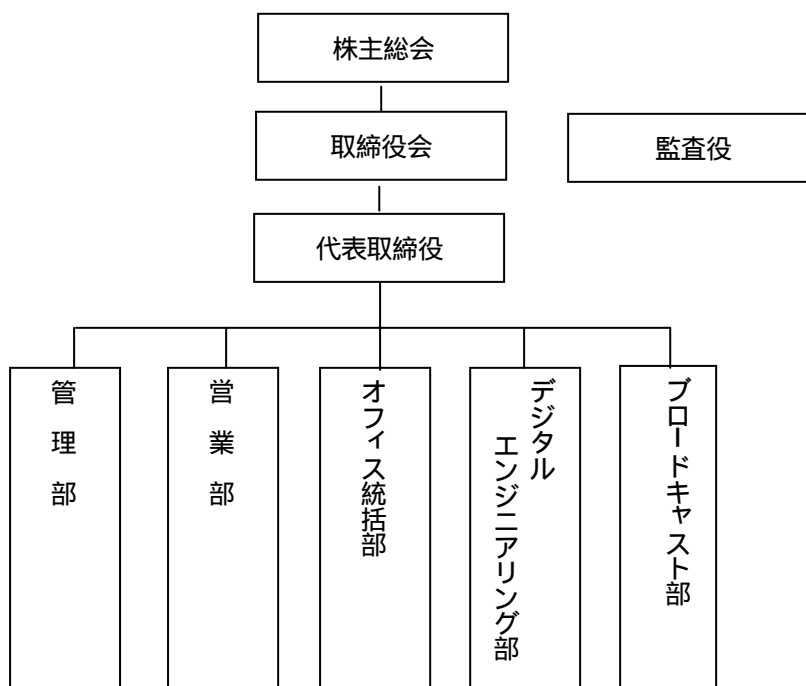 株主総会
取締役会
監査役
代表取締役
管理部
営業部
オフィス統括部
デジタル
エンジニアリング部
ブロードキャスト部